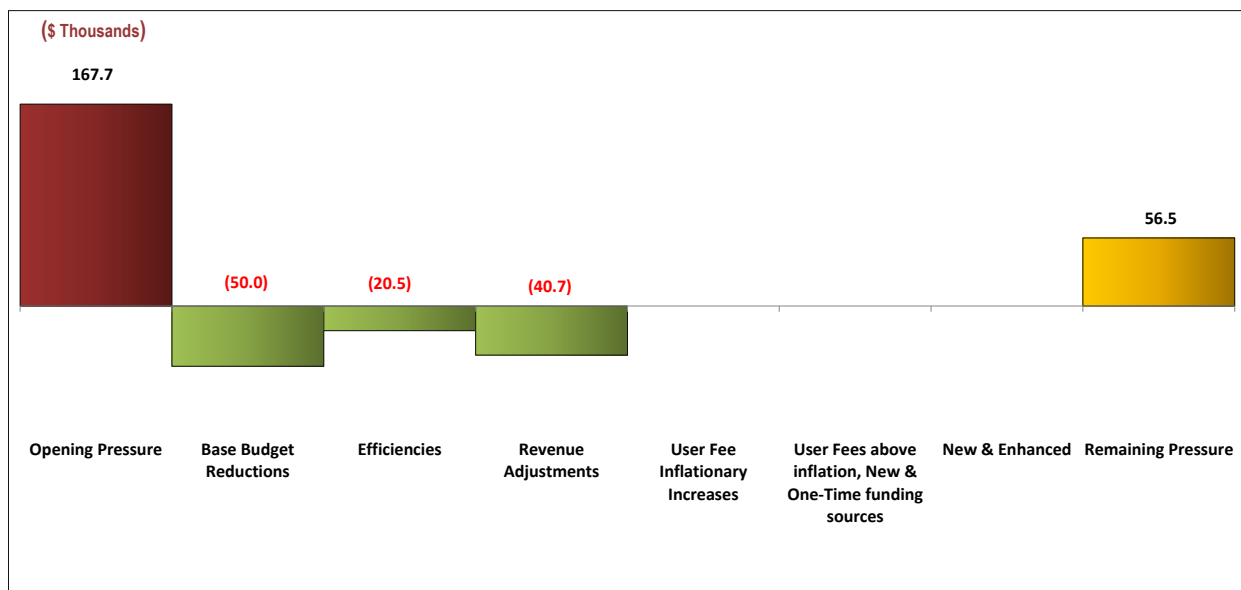 ($ Thousands)
167.7
(50.0)
(20.5)
(40.7)
56.5
Opening Pressure
Base Budget
Reductions
Efficiencies
Revenue
Adjustments
User Fee
Inflationary
Increases
User Fees above
inflation, New &
One-Time funding
sources
New & Enhanced
Remaining Pressure